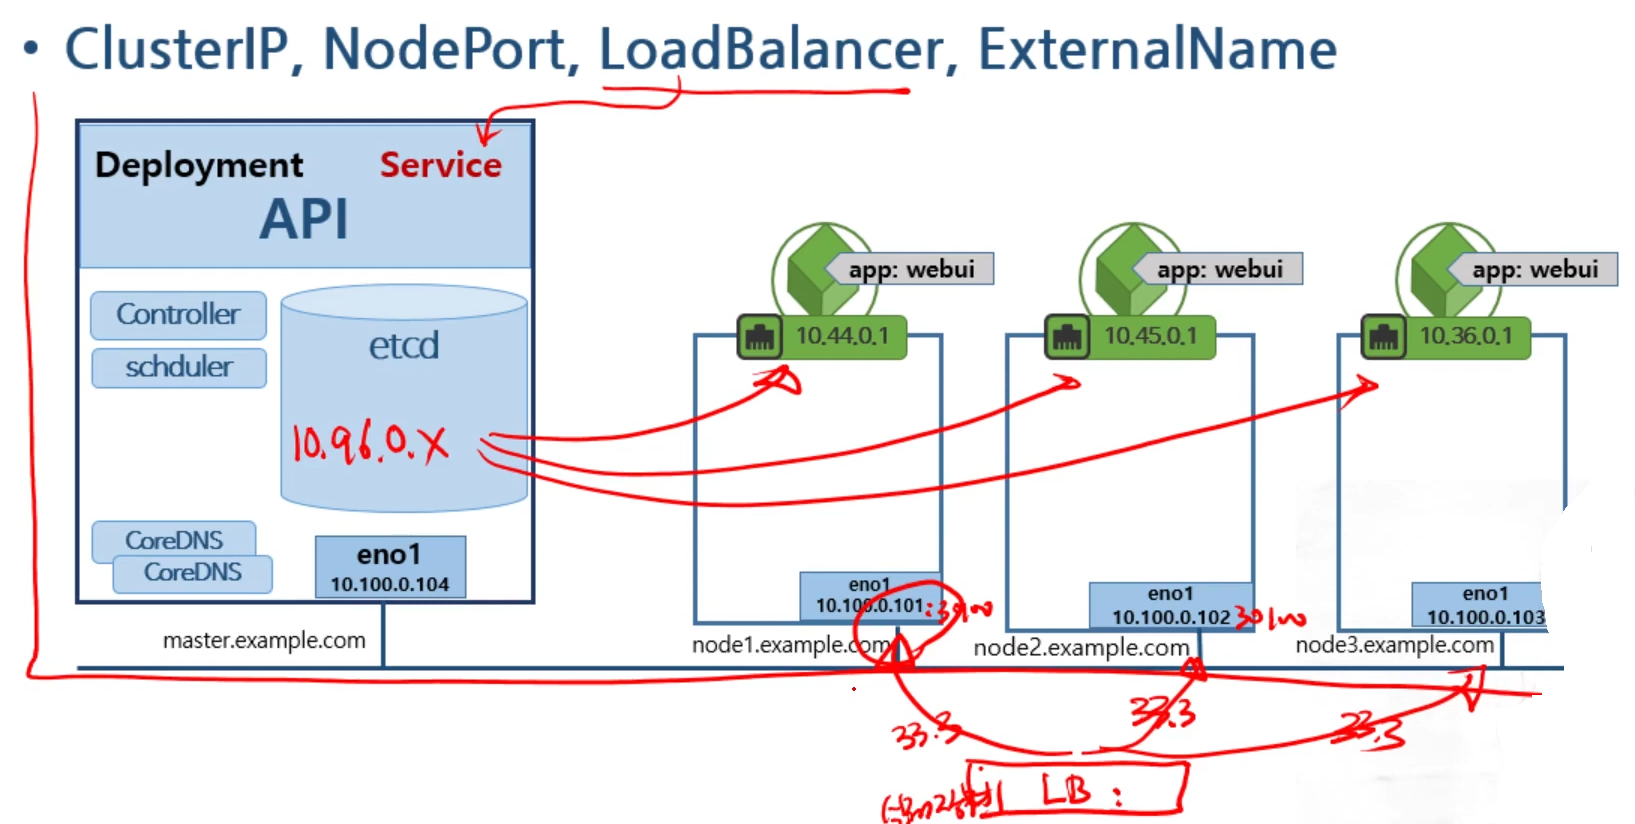 • ClusterIP, NodePort, LoadBalancer, ExternalName
Deployment Service
API
Controller
schduler
etcd
10.96.0.X
CoreDNS
CoreDNS
eno1
10.100.0.104
master.example.com
app: webui
10.44.0.1
eno1
10.100.0.101 :30100
node1.example.com
app: webui
10.45.0.1
eno1
10.100.0.102 30100
node2.example.com
app: webui
10.36.0.1
eno1
10.100.0.103
node3.example.com
33.3 33.3 33.3
LB :